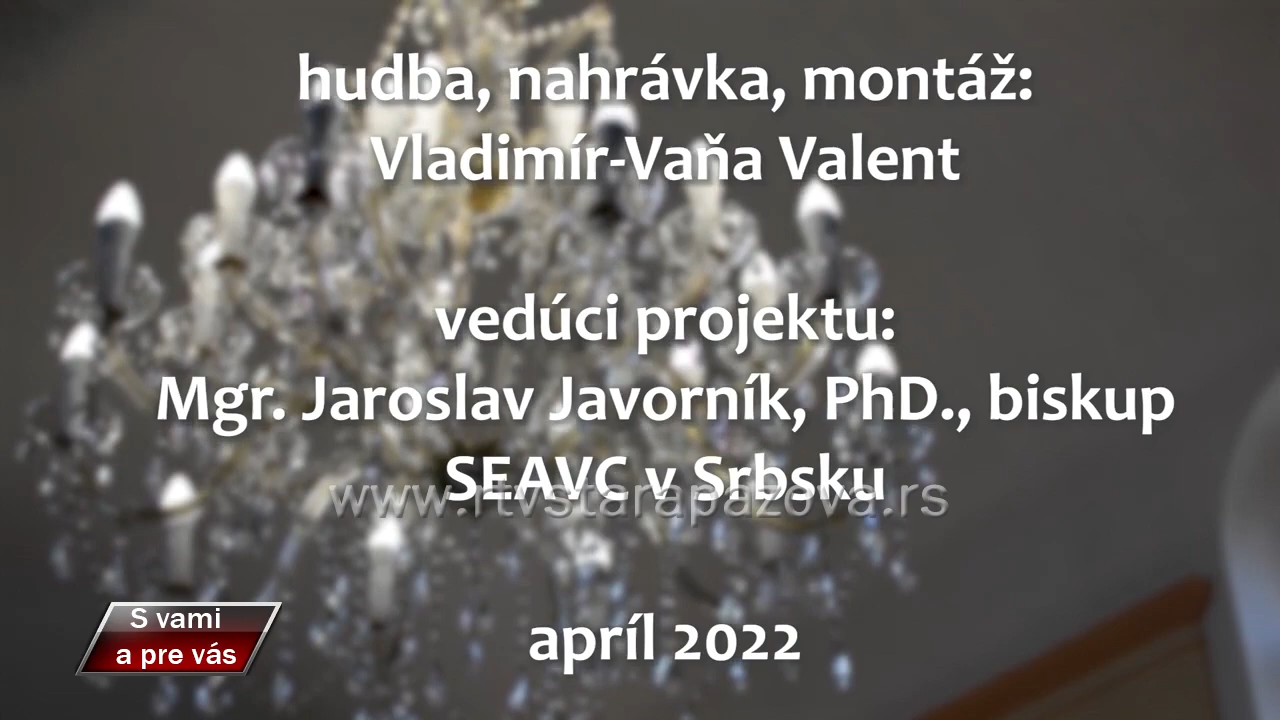 hudba, nahrávka, montáž:
Vladimír-Vaňa Valent
vedúci projektu:
Mgr. Jaroslav Javorník, PhD., biskup
SEAVC v Srbsku
www.rtvstarapazova.rs
apríl 2022
S vami
a pre vás